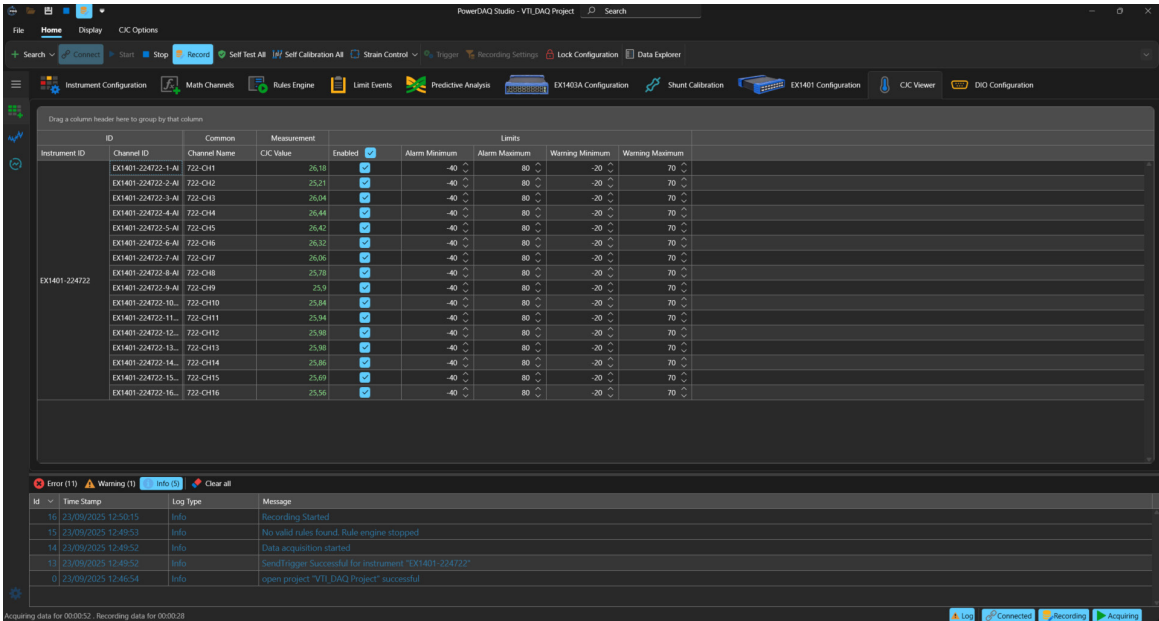 PowerDAQ Studio - VTI_DAQ Project Search
File Home Display CJC Options
Search Connect Start Stop Record Self Test All Self Calibration All Strain Control Trigger Recording Settings Lock Configuration Data Explorer
Instrument Configuration Math Channels Rules Engine Limit Events Predictive Analysis EX1403A Configuration Shunt Calibration EX1401 Configuration CJC Viewer DIO Configuration
Drag a column header here to group by that column
ID Common Measurement Limits
Instrument ID Channel ID Channel Name CJC Value Enabled Alarm Minimum Alarm Maximum Warning Minimum Warning Maximum
EX1401-224722-1-AI 722-CH1 26,18 -40 80 -20 70
EX1401-224722-2-AI 722-CH2 25,21 -40 80 -20 70
EX1401-224722-3-AI 722-CH3 26,04 -40 80 -20 70
EX1401-224722-4-AI 722-CH4 26,44 -40 80 -20 70
EX1401-224722-5-AI 722-CH5 26,42 -40 80 -20 70
EX1401-224722-6-AI 722-CH6 26,32 -40 80 -20 70
EX1401-224722-7-AI 722-CH7 26,06 -40 80 -20 70
EX1401-224722-8-AI 722-CH8 25,78 -40 80 -20 70
EX1401-224722
EX1401-224722-9-AI 722-CH9 25,9 -40 80 -20 70
EX1401-224722-10... 722-CH10 25,84 -40 80 -20 70
EX1401-224722-11... 722-CH11 25,94 -40 80 -20 70
EX1401-224722-12... 722-CH12 25,98 -40 80 -20 70
EX1401-224722-13... 722-CH13 25,98 -40 80 -20 70
EX1401-224722-14... 722-CH14 25,86 -40 80 -20 70
EX1401-224722-15... 722-CH15 25,69 -40 80 -20 70
EX1401-224722-16... 722-CH16 25,56 -40 80 -20 70
Error (11) Warning (1) Info (5) Clear all
Id Time Stamp Log Type Message
16 23/09/2025 12:50:15 Info Recording Started
15 23/09/2025 12:49:53 Info No valid rules found. Rule engine stopped
14 23/09/2025 12:49:52 Info Data acquisition started
13 23/09/2025 12:49:52 Info SendTrigger Successful for instrument "EX1401-224722"
0 23/09/2025 12:46:54 Info open project "VTI_DAQ Project" successful
Acquiring data for 00:00:52 . Recording data for 00:00:28 Log Connected Recording Acquiring